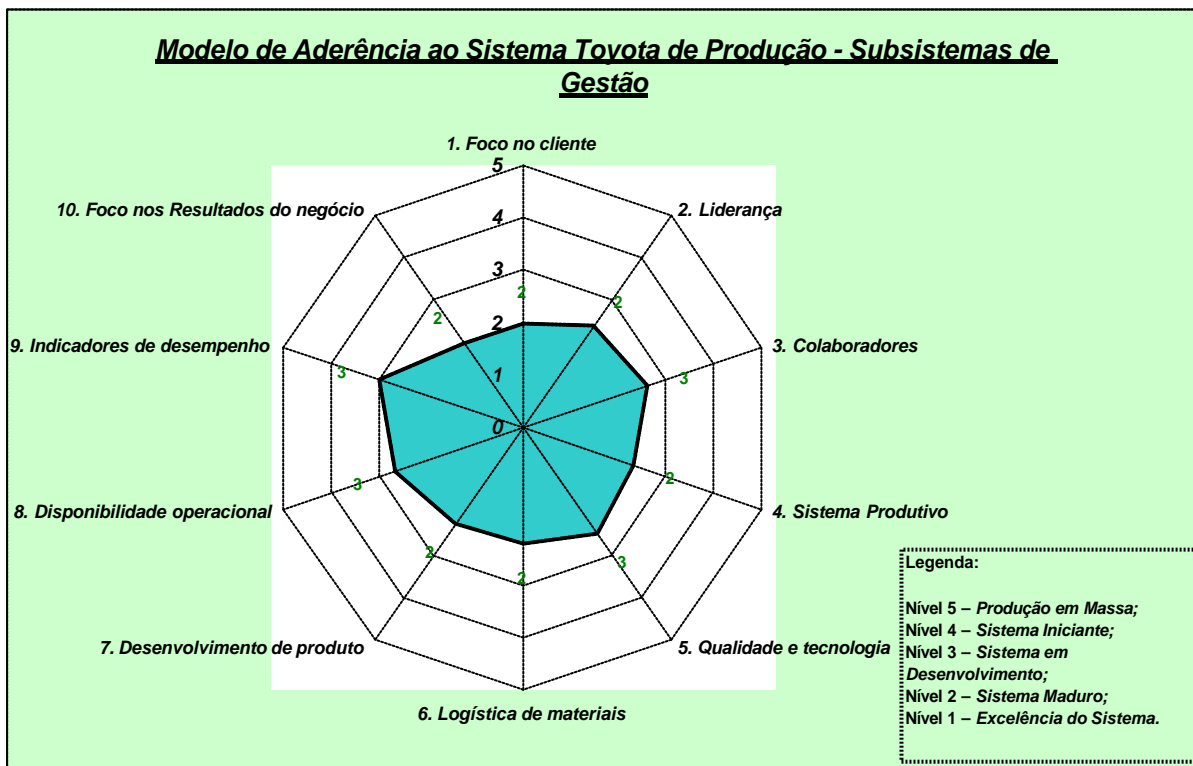 Modelo de Aderência ao Sistema Toyota de Produção - Subsistemas de
Gestão
1. Foco no cliente
5
10. Foco nos Resultados do negócio
2. Liderança
4
3
2
2
2
2
9. Indicadores de desempenho
3. Colaboradores
3
1
3
0
8. Disponibilidade operacional
3
2
4. Sistema Produtivo
2
2
3
7. Desenvolvimento de produto
5. Qualidade e tecnologia
6. Logística de materiais
Legenda:
Nível 5 – Produção em Massa;
Nível 4 – Sistema Iniciante;
Nível 3 – Sistema em
Desenvolvimento;
Nível 2 – Sistema Maduro;
Nível 1 – Excelência do Sistema.